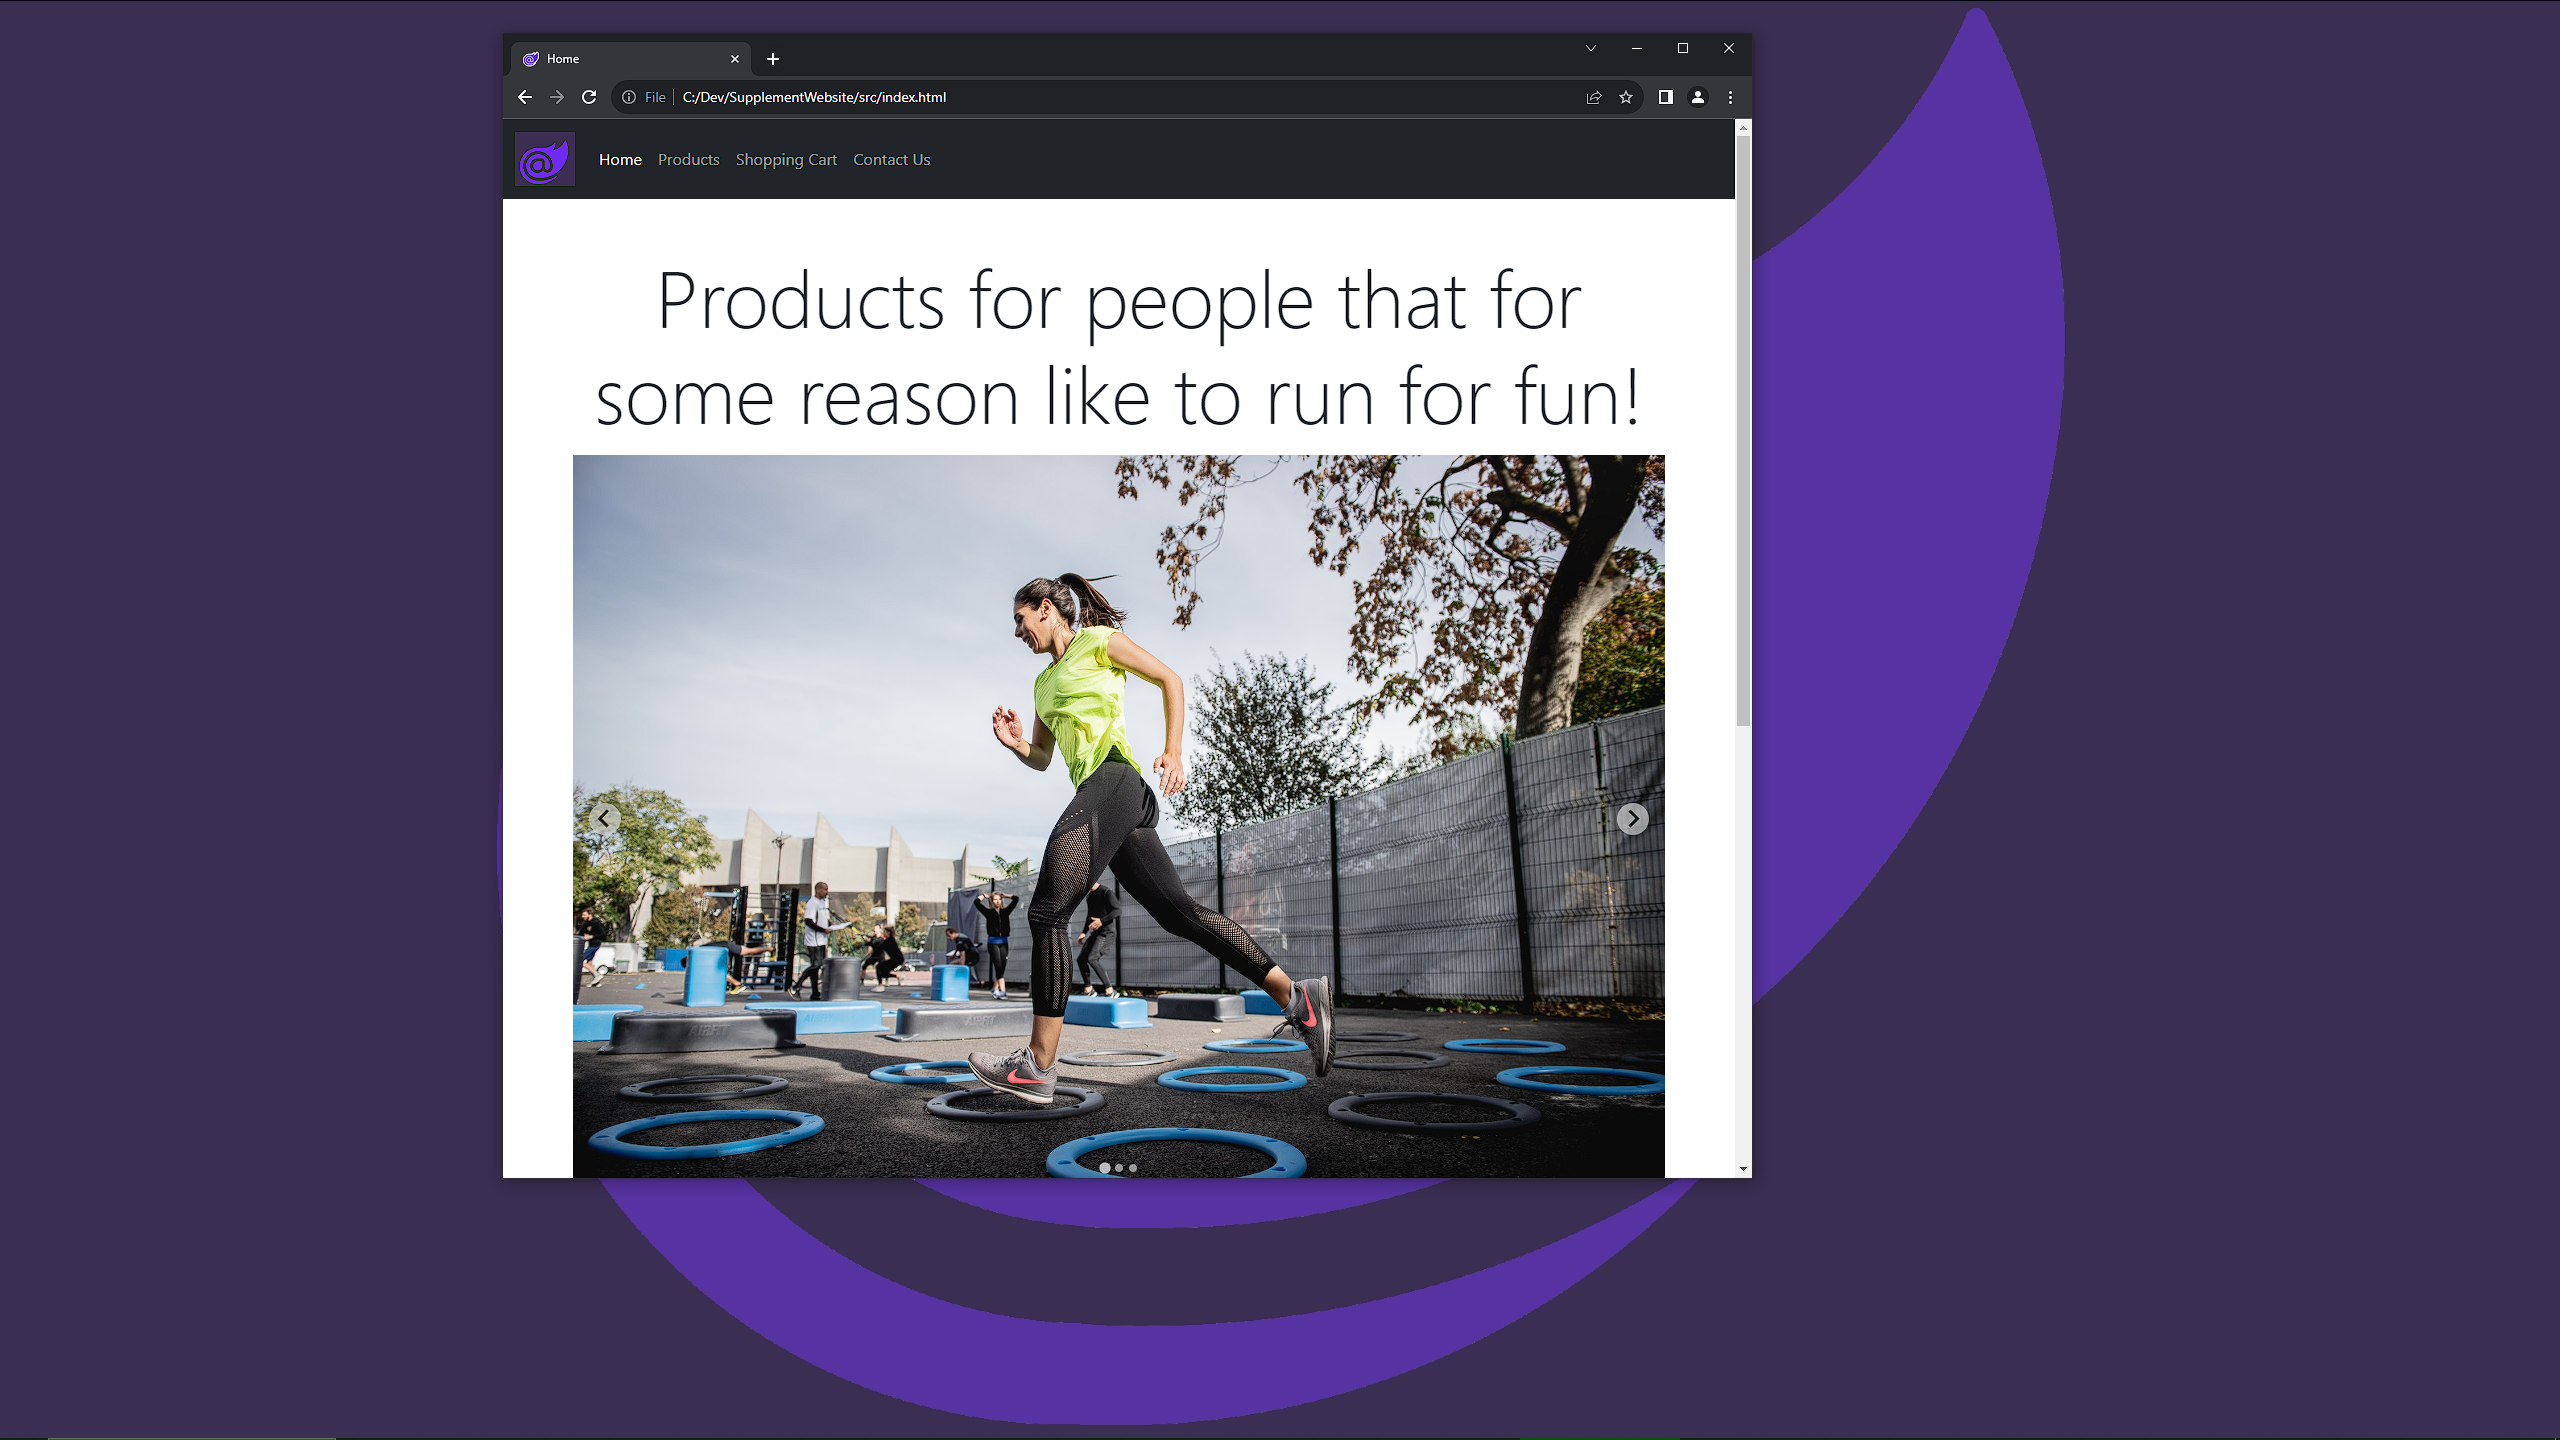 Home
File C:/Dev/SupplementWebsite/src/index.html
@ Home Products Shopping Cart Contact Us
Products for people that for
some reason like to run for fun!